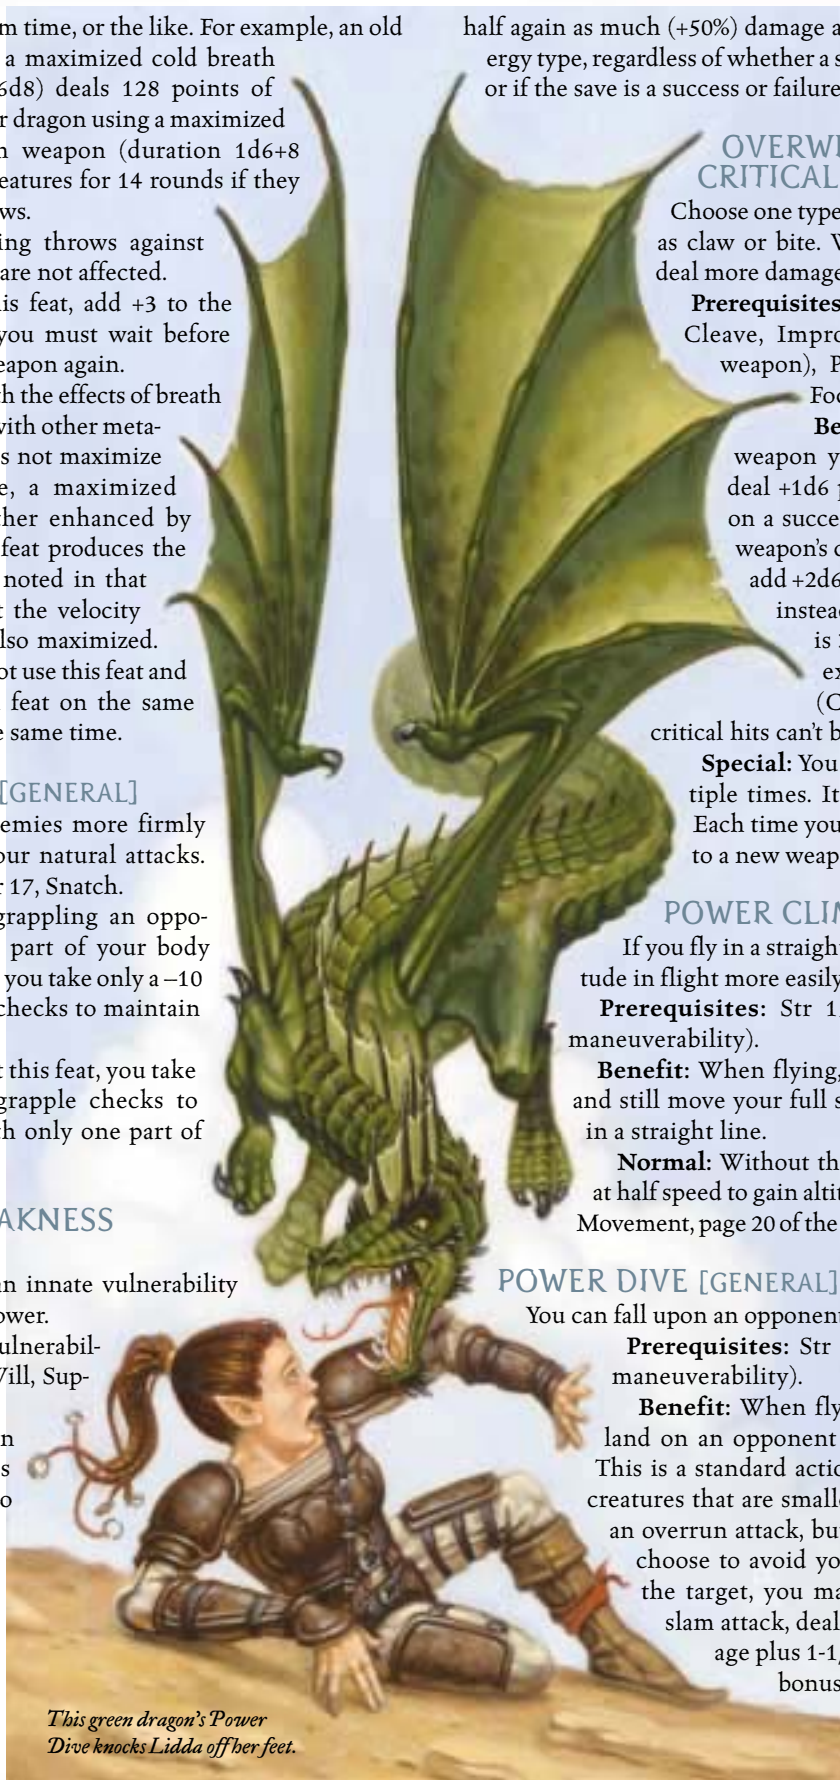 m time, or the like. For example, an old
a maximized cold breath
6d8) deals 128 points of
r dragon using a maximized
n weapon (duration 1d6+8
eatures for 14 rounds if they
ws.
ing throws against
are not affected.
is feat, add +3 to the
you must wait before
eapon again.
h the effects of breath
with other meta-
s not maximize
e, a maximized
ther enhanced by
feat produces the
noted in that
t the velocity
lso maximized.
ot use this feat and
feat on the same
e same time.
[GENERAL]
emies more firmly
our natural attacks.
r 17, Snatch.
grappling an oppo-
part of your body
you take only a –10
checks to maintain
t this feat, you take
grapple checks to
h only one part of
AKNESS
an innate vulnerability
ower.
ulnerabil-
Will, Sup-
n
s
o
This green dragon's Power
Dive knocks Lidda off her feet.
half again as much (+50%) damage a
ergy type, regardless of whether a s
or if the save is a success or failure
OVERW
CRITICAL
Choose one type
as claw or bite. W
deal more damage
Prerequisites
Cleave, Impro
weapon), P
Foc
Be
weapon y
deal +1d6 p
on a succe
weapon's c
add +2d6
instead
is
ex
(C
critical hits can't b
Special: You
tiple times. It
Each time you
to a new weap
POWER CLIM
If you fly in a straight
tude in flight more easily
Prerequisites: Str 1
maneuverability).
Benefit: When flying,
and still move your full s
in a straight line.
Normal: Without th
at half speed to gain altit
Movement, page 20 of the
POWER DIVE [GENERAL]
You can fall upon an opponent
Prerequisites: Str
maneuverability).
Benefit: When fly
land on an opponent
This is a standard actio
creatures that are smalle
an overrun attack, but
choose to avoid yo
the target, you ma
slam attack, deal
age plus 1-1/
bonus